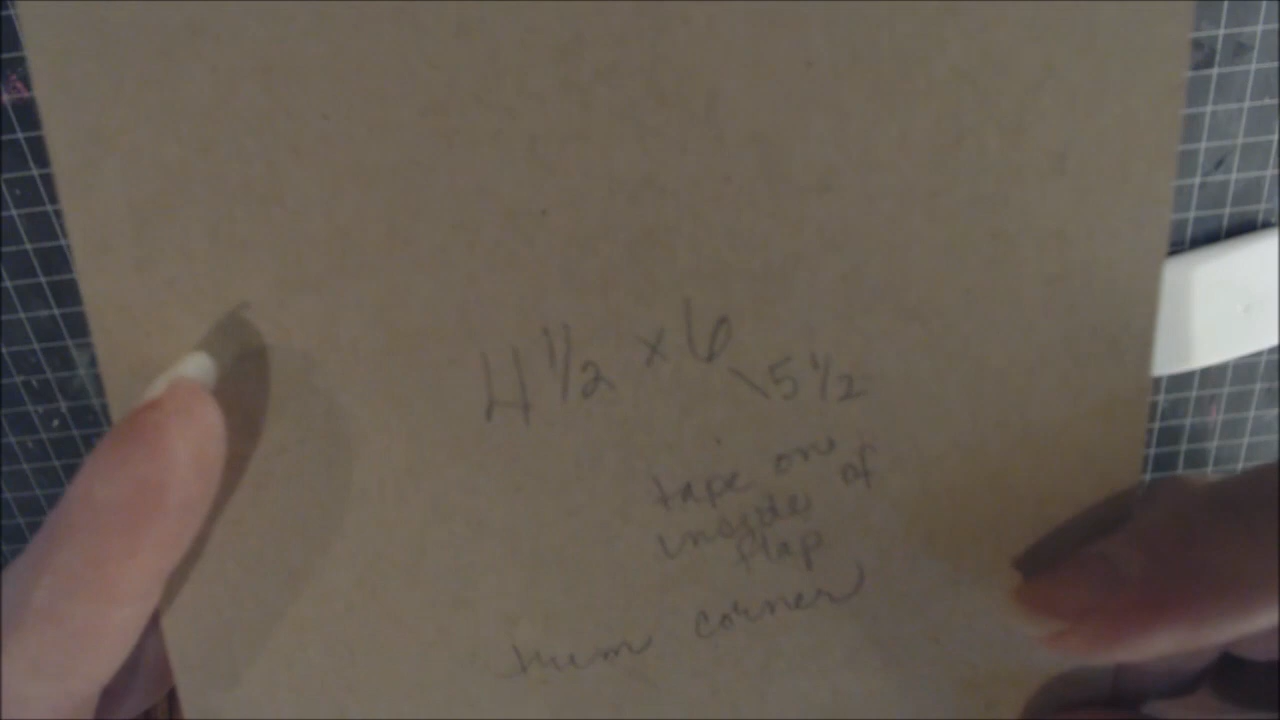 4 1/2 x 6
\5 1/2
tape on
inside of
flap
trim corner